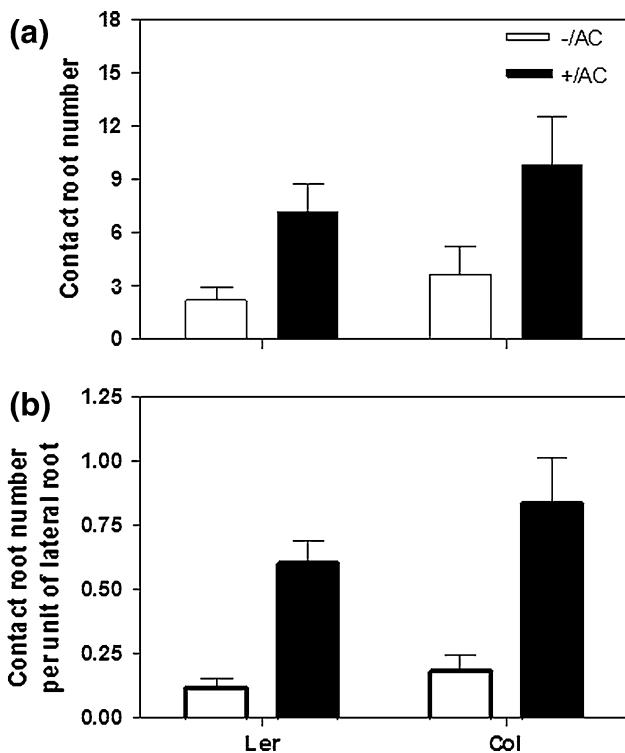 (a)
Contact root number
18
15
12
9
6
3
0
-/AC
+/AC
(b)
Contact root number
per unit of lateral root
1.25
1.00
0.75
0.50
0.25
0.00
Ler
Col